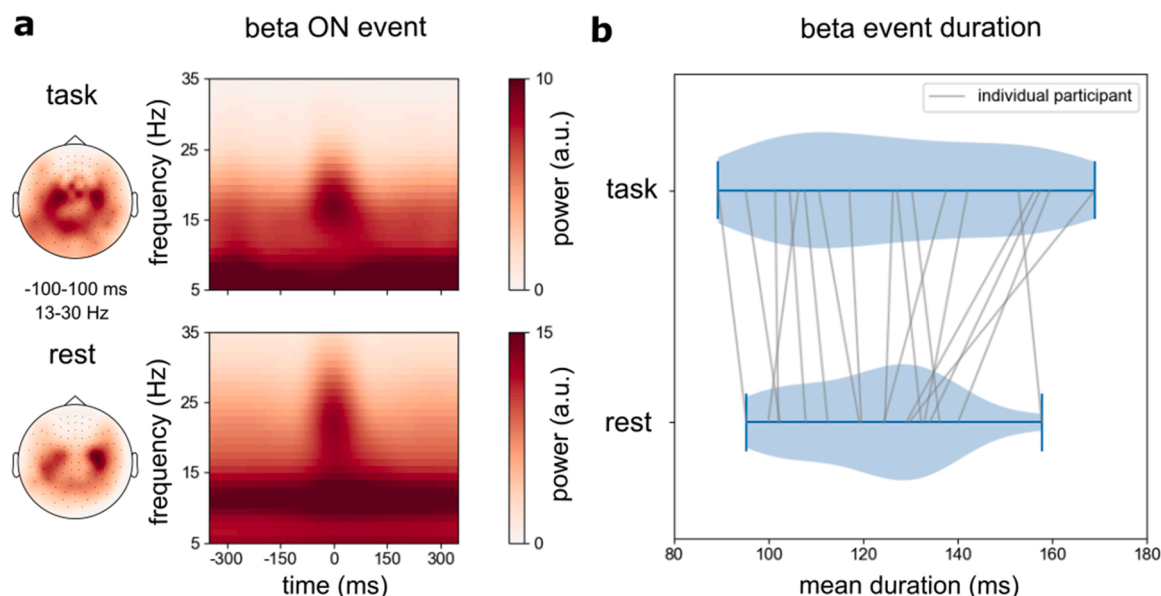 a
beta ON event
task
-100-100 ms
13-30 Hz
frequency (Hz)
35
25
15
5
10
0
power (a.u.)
rest
frequency (Hz)
35
25
15
5
-300
-150
0
150
300
time (ms)
15
0
power (a.u.)
b
beta event duration
individual participant
task
rest
80
100
120
140
160
180
mean duration (ms)